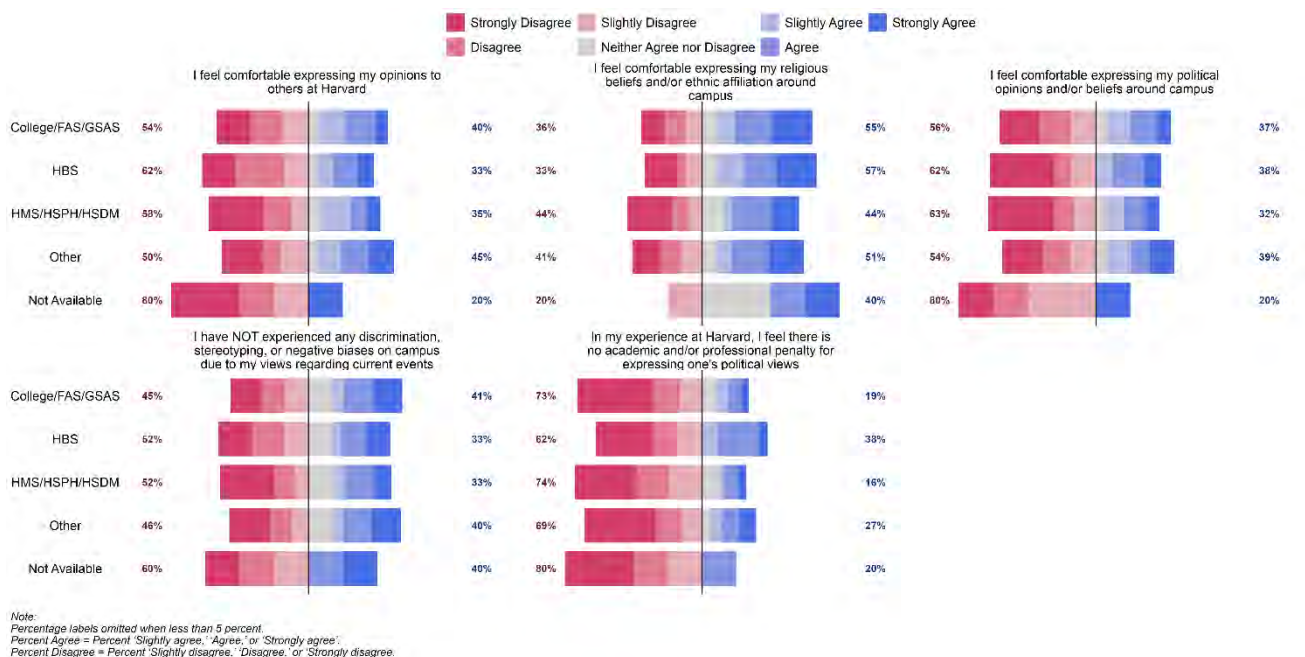 Strongly Disagree Slightly Disagree Slightly Agree Strongly Agree
Disagree Neither Agree nor Disagree Agree
I feel comfortable expressing my opinions to
others at Harvard
I feel comfortable expressing my religious
beliefs and/or ethnic affiliation around
campus
I feel comfortable expressing my political
opinions and/or beliefs around campus
College/FAS/GSAS 54% 40% 36% 55% 56% 37%
HBS 62% 33% 33% 57% 62% 38%
HMS/HSPH/HSDM 58% 35% 44% 44% 63% 32%
Other 50% 45% 41% 51% 54% 39%
Not Available 80% 20% 20% 40% 80% 20%
I have NOT experienced any discrimination,
stereotyping, or negative biases on campus
due to my views regarding current events
In my experience at Harvard, I feel there is
no academic and/or professional penalty for
expressing one's political views
College/FAS/GSAS 45% 41% 73% 19%
HBS 52% 33% 62% 38%
HMS/HSPH/HSDM 52% 33% 74% 16%
Other 46% 40% 69% 27%
Not Available 60% 40% 80% 20%
Note:
Percentage labels omitted when less than 5 percent.
Percent Agree = Percent 'Slightly agree,' 'Agree,' or 'Strongly agree'.
Percent Disagree = Percent 'Slightly disagree,' 'Disagree,' or 'Strongly disagree.